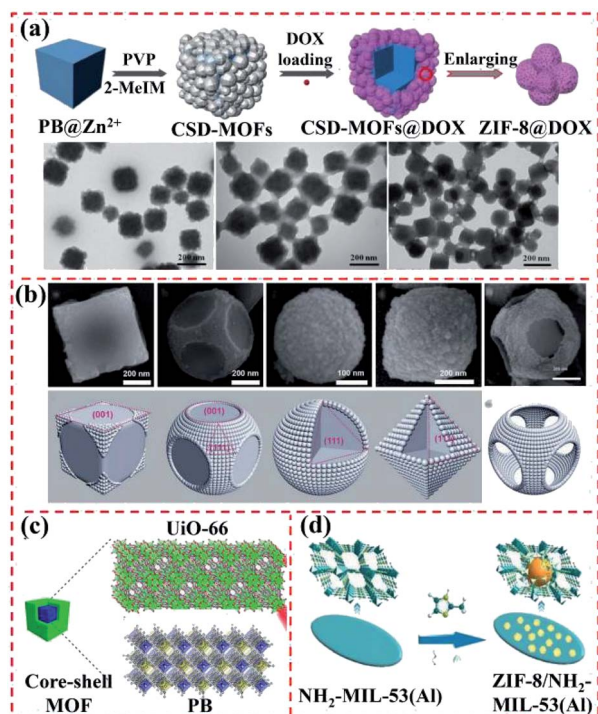 (a)
PVP
2-MeIM
DOX
loading
Enlarging
PB@Zn²⁺
CSD-MOFs
CSD-MOFs@DOX
ZIF-8@DOX
200 nm
200 nm
200 nm
(b)
200 nm
200 nm
100 nm
200 nm
(001)
(001)
(111)
(111)
(c)
UiO-66
Core-shell
MOF
PB
(d)
NH₂-MIL-53(Al)
ZIF-8/NH₂-
MIL-53(Al)